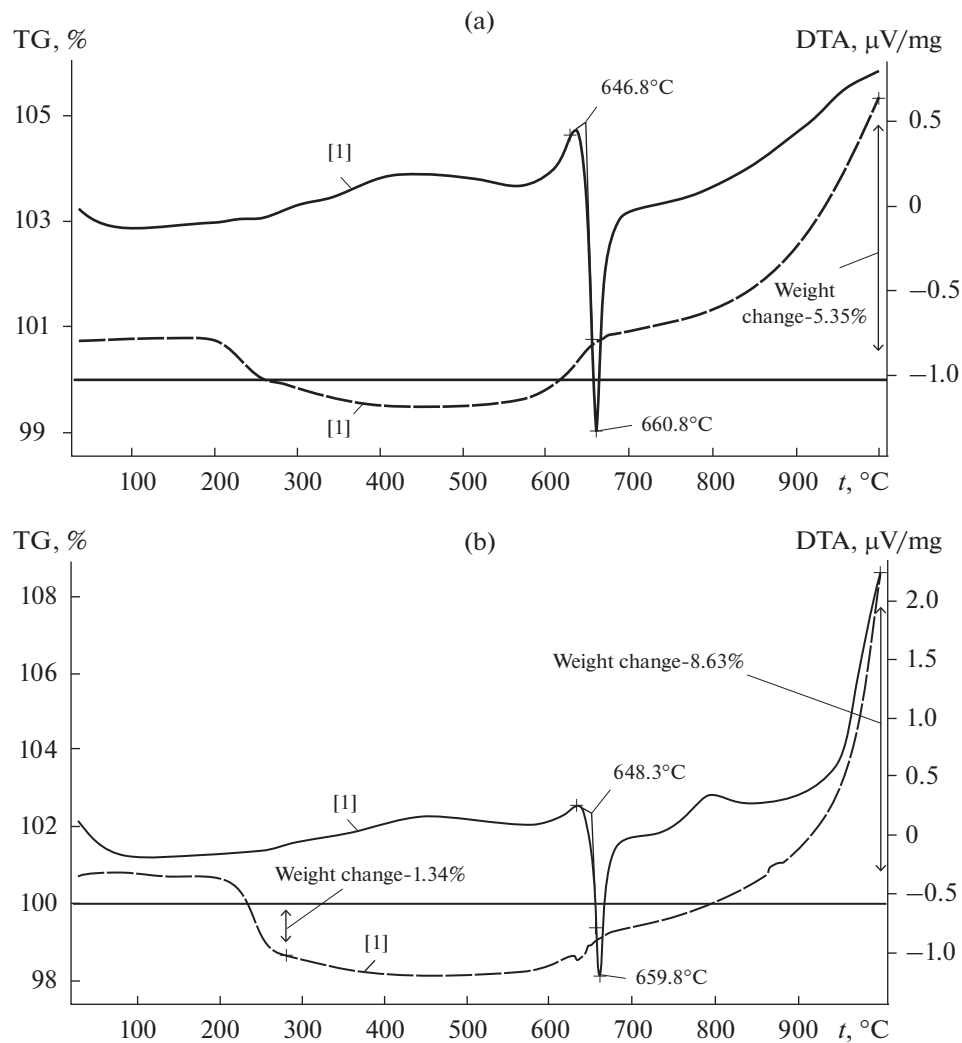 (a)
TG, %
DTA, μV/mg
646.8°C
105
0.5
[1]
103
0
−0.5
Weight
change-5.35%
101
−1.0
[1]
660.8°C
99
100 200 300 400 500 600 700 800 900 t, °C
TG, %
(b)
DTA, μV/mg
108
2.0
Weight change-8.63%
1.5
106
1.0
104
648.3°C
0.5
[1]
102
0
Weight change-1.34%
100
−0.5
[1]
−1.0
98
659.8°C
100 200 300 400 500 600 700 800 900 t, °C